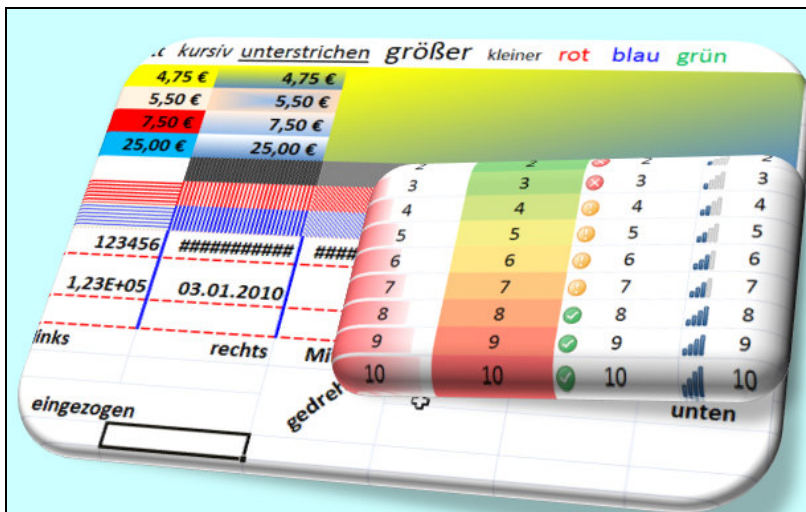 kursiv unterstrichen größer kleiner rot blau grün
4,75 € 4,75 €
5,50 € 5,50 €
7,50 € 7,50 €
25,00 € 25,00 €
3 3 3 3
4 4 4 4
5 5 5 5
6 6 6 6
7 7 7 7
8 8 8 8
9 9 9 9
10 10 10 10
123456 ########### ####
1,23E+05 03.01.2010
inks rechts Mi
eingezogen gedreh unten